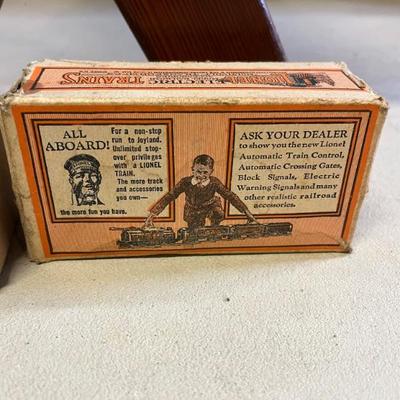 LIONEL ELECTRIC TRAINS
ALL
ABOARD!
For a non-stop
run to Joyland.
Unlimited stop-
over privileges
with a LIONEL
TRAIN.
The more track
and accessories
you own—
the more fun you have.
ASK YOUR DEALER
to show you the new Lionel
Automatic Train Control,
Automatic Crossing Gates,
Block Signals, Electric
Warning Signals and many
other realistic railroad
accessories.